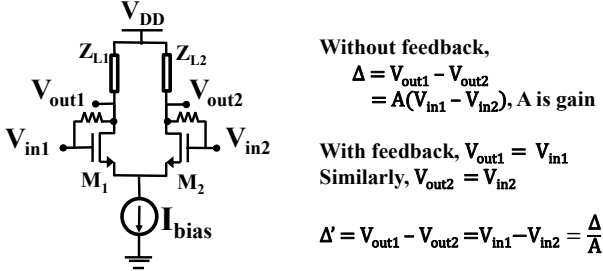 V_DD
Z_L1
Z_L2
V_out1
V_out2
V_in1
V_in2
M_1
M_2
I_bias
Without feedback,
Δ = V_out1 – V_out2
= A(V_in1 – V_in2), A is gain
With feedback, V_out1 = V_in1
Similarly, V_out2 = V_in2
Δ' = V_out1 – V_out2 =V_in1–V_in2 = Δ/A